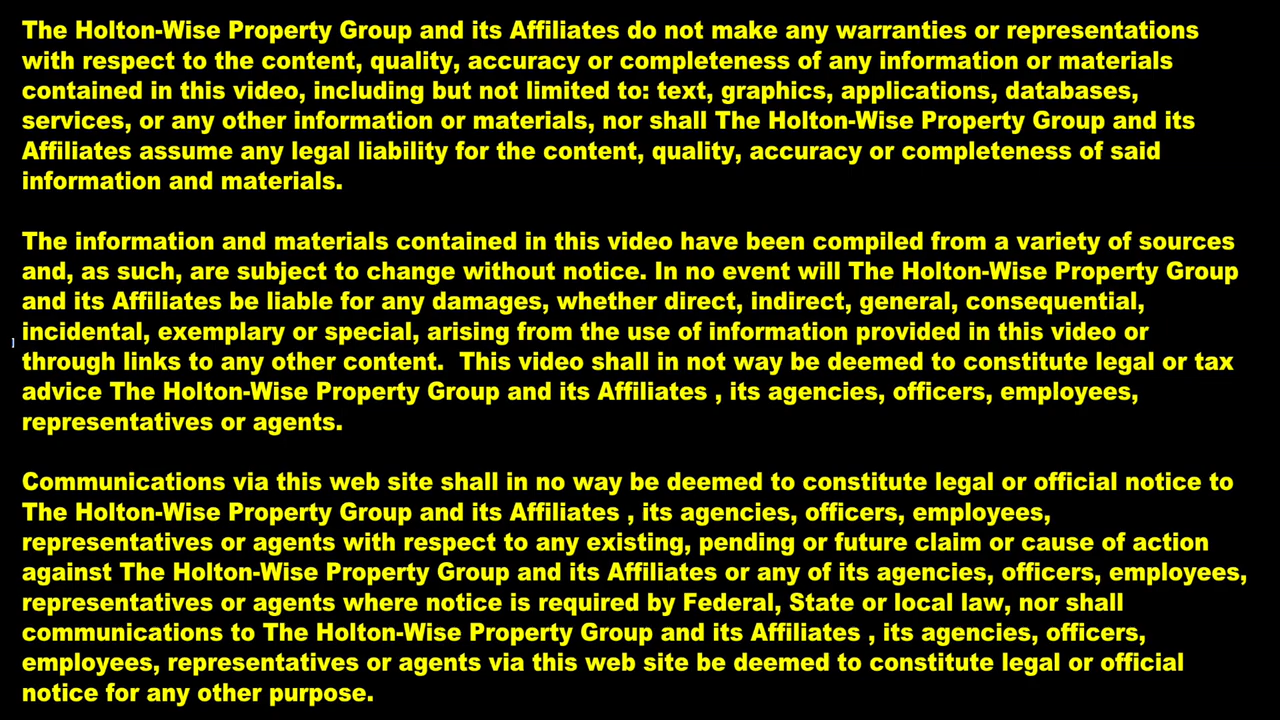 The Holton-Wise Property Group and its Affiliates do not make any warranties or representations
with respect to the content, quality, accuracy or completeness of any information or materials
contained in this video, including but not limited to: text, graphics, applications, databases,
services, or any other information or materials, nor shall The Holton-Wise Property Group and its
Affiliates assume any legal liability for the content, quality, accuracy or completeness of said
information and materials.

The information and materials contained in this video have been compiled from a variety of sources
and, as such, are subject to change without notice. In no event will The Holton-Wise Property Group
and its Affiliates be liable for any damages, whether direct, indirect, general, consequential,
incidental, exemplary or special, arising from the use of information provided in this video or
through links to any other content.  This video shall in not way be deemed to constitute legal or tax
advice The Holton-Wise Property Group and its Affiliates , its agencies, officers, employees,
representatives or agents.

Communications via this web site shall in no way be deemed to constitute legal or official notice to
The Holton-Wise Property Group and its Affiliates , its agencies, officers, employees,
representatives or agents with respect to any existing, pending or future claim or cause of action
against The Holton-Wise Property Group and its Affiliates or any of its agencies, officers, employees,
representatives or agents where notice is required by Federal, State or local law, nor shall
communications to The Holton-Wise Property Group and its Affiliates , its agencies, officers,
employees, representatives or agents via this web site be deemed to constitute legal or official
notice for any other purpose.